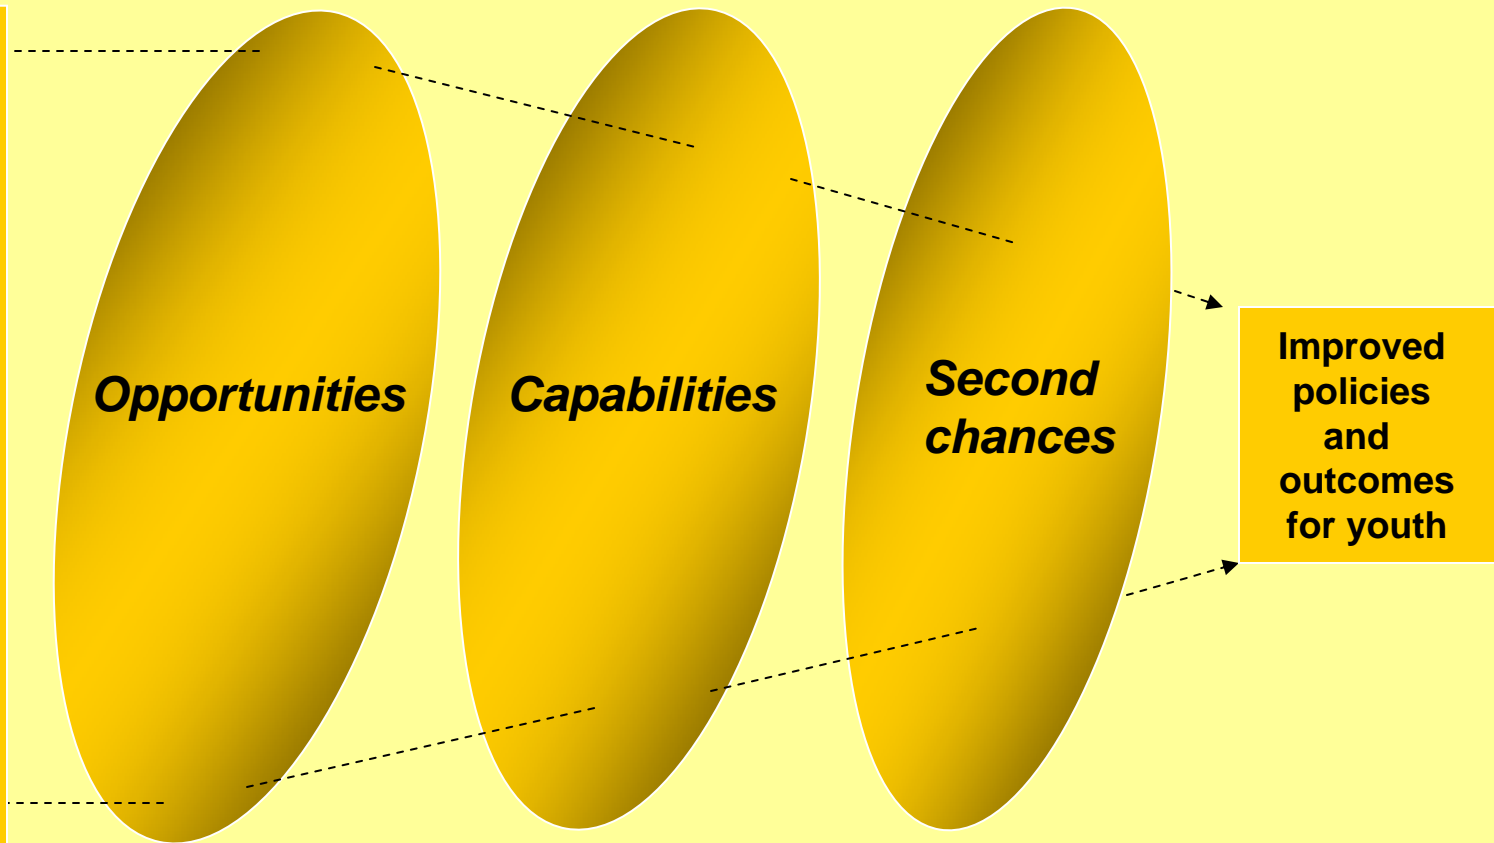 Opportunities
Capabilities
Second
chances
Improved
policies
and
outcomes
for youth